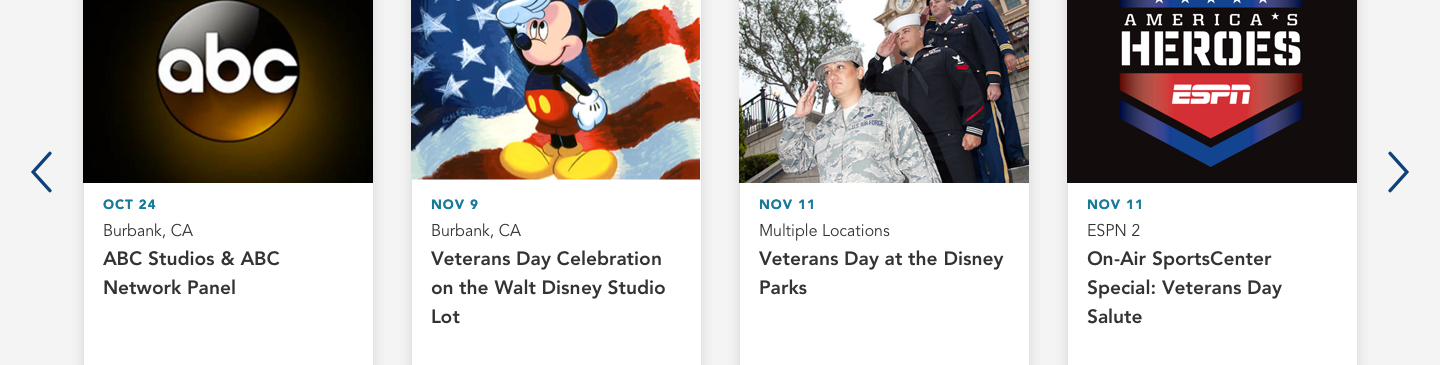 abc
AMERICA★S
HEROES
ESPN
OCT 24
Burbank, CA
ABC Studios & ABC
Network Panel
NOV 9
Burbank, CA
Veterans Day Celebration
on the Walt Disney Studio
Lot
NOV 11
Multiple Locations
Veterans Day at the Disney
Parks
NOV 11
ESPN 2
On-Air SportsCenter
Special: Veterans Day
Salute